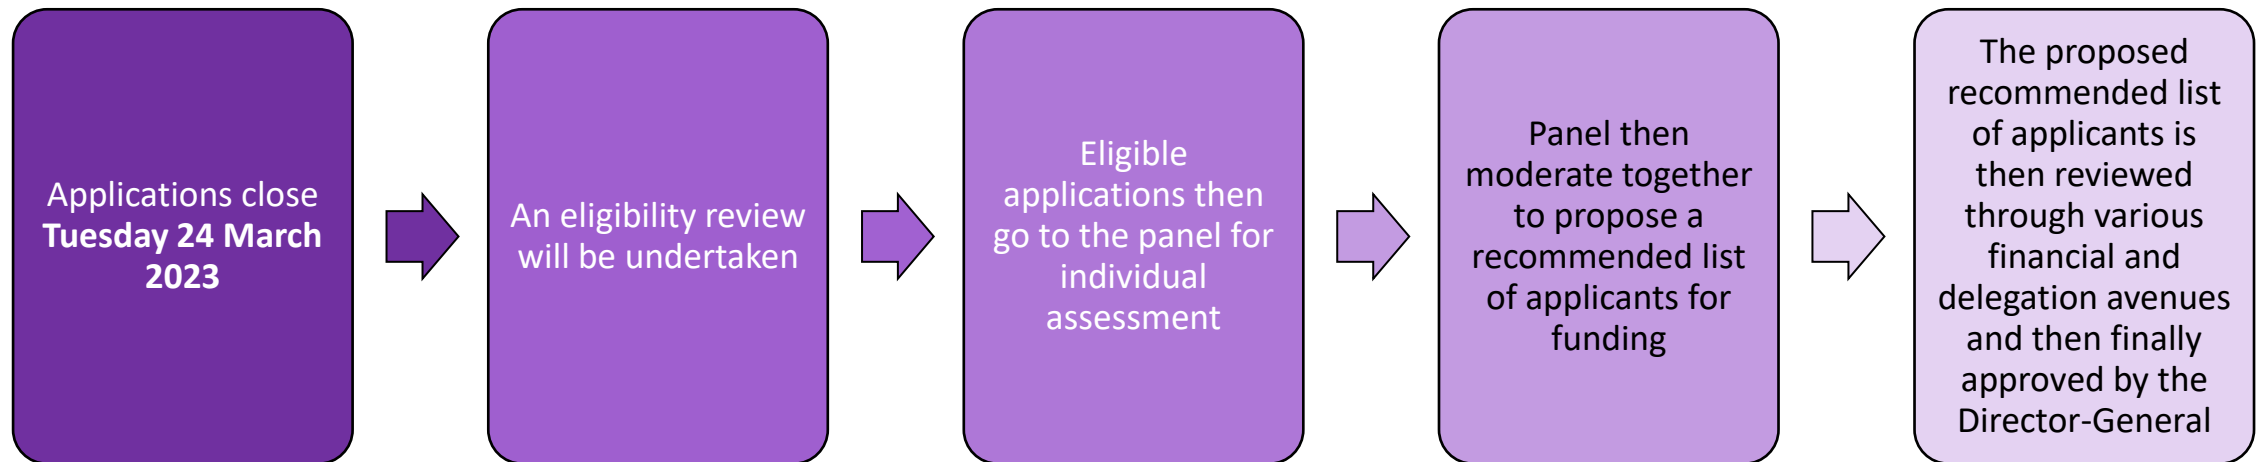 Applications close
Tuesday 24 March
2023
An eligibility review
will be undertaken
Eligible
applications then
go to the panel for
individual
assessment
Panel then
moderate together
to propose a
recommended list
of applicants for
funding
The proposed
recommended list
of applicants is
then reviewed
through various
financial and
delegation avenues
and then finally
approved by the
Director-General